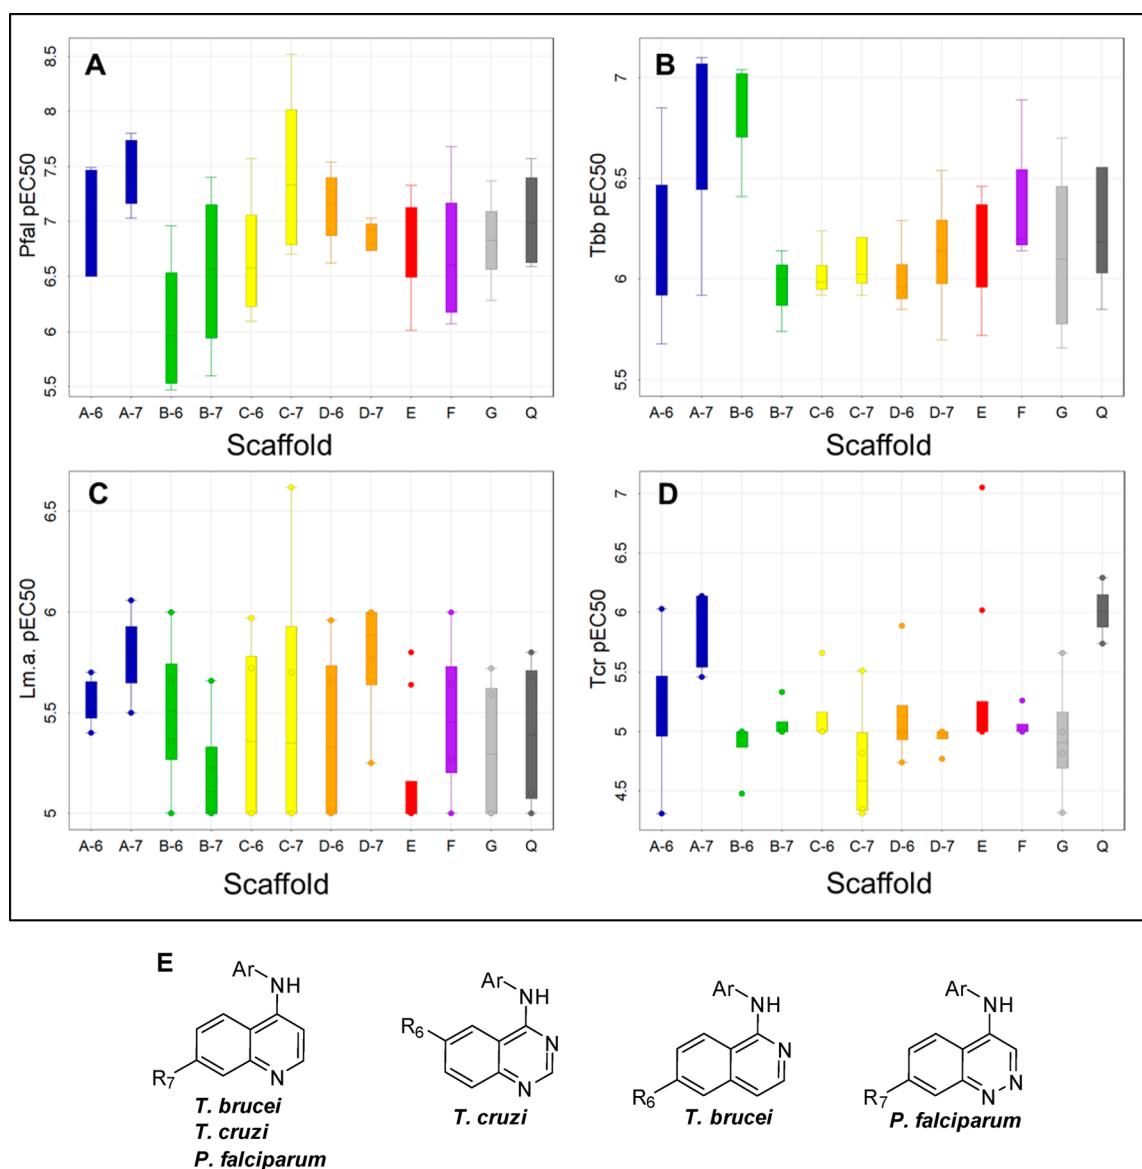 A
Pfal pEC50
8.5
8
7.5
7
6.5
6
5.5
A-6 A-7 B-6 B-7 C-6 C-7 D-6 D-7 E F G Q
Scaffold
B
Tbb pEC50
7
6.5
6
5.5
A-6 A-7 B-6 B-7 C-6 C-7 D-6 D-7 E F G Q
Scaffold
C
Lm.a. pEC50
6.5
6
5.5
5
A-6 A-7 B-6 B-7 C-6 C-7 D-6 D-7 E F G Q
Scaffold
D
Tcr pEC50
7
6.5
6
5.5
5
4.5
A-6 A-7 B-6 B-7 C-6 C-7 D-6 D-7 E F G Q
Scaffold
E
Ar NH R7 N
T. brucei
T. cruzi
P. falciparum
Ar NH R6 N N
T. cruzi
Ar NH N R6
T. brucei
Ar NH R7 N N
P. falciparum